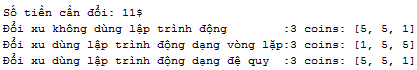 Số tiền cần đổi: 11$
Đổi xu không dùng lập trình động :3 coins: [5, 5, 1]
Đổi xu dùng lập trình động dạng vòng lặp:3 coins: [1, 5, 5]
Đổi xu dùng lập trình động dạng đệ quy :3 coins: [5, 5, 1]